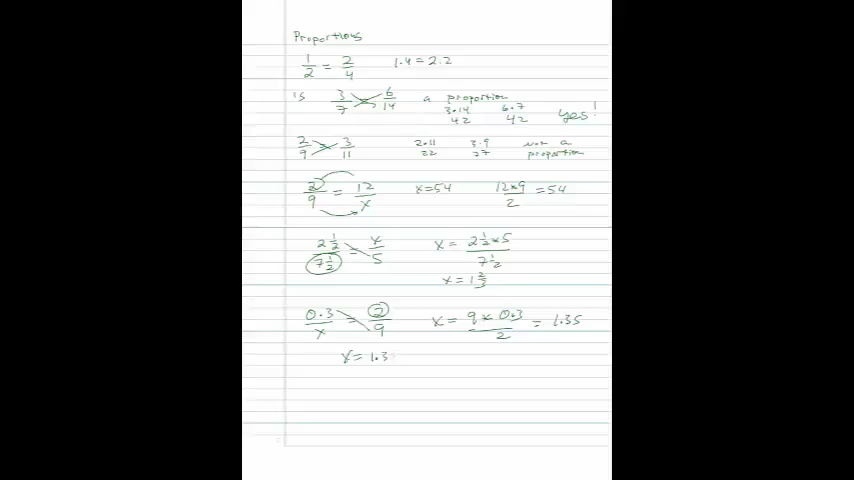 Proportions
1/2 = 2/4 1.4 = 2.2
is 3/7 6/14 a proportion 3.14 42 6.7 42 yes!
2/9 = 3/11 2.11 22 3.9 27 not a proportion
2/9 = 12/x x=54 12×9/2 = 54
2 1/2 / 7 1/2 = x/5 x = 2 1/2 × 5 / 7 1/2
x = 1 2/3
0.3/x = 2/9 x = 9 × 0.3 / 2 = 1.35
x = 1.3